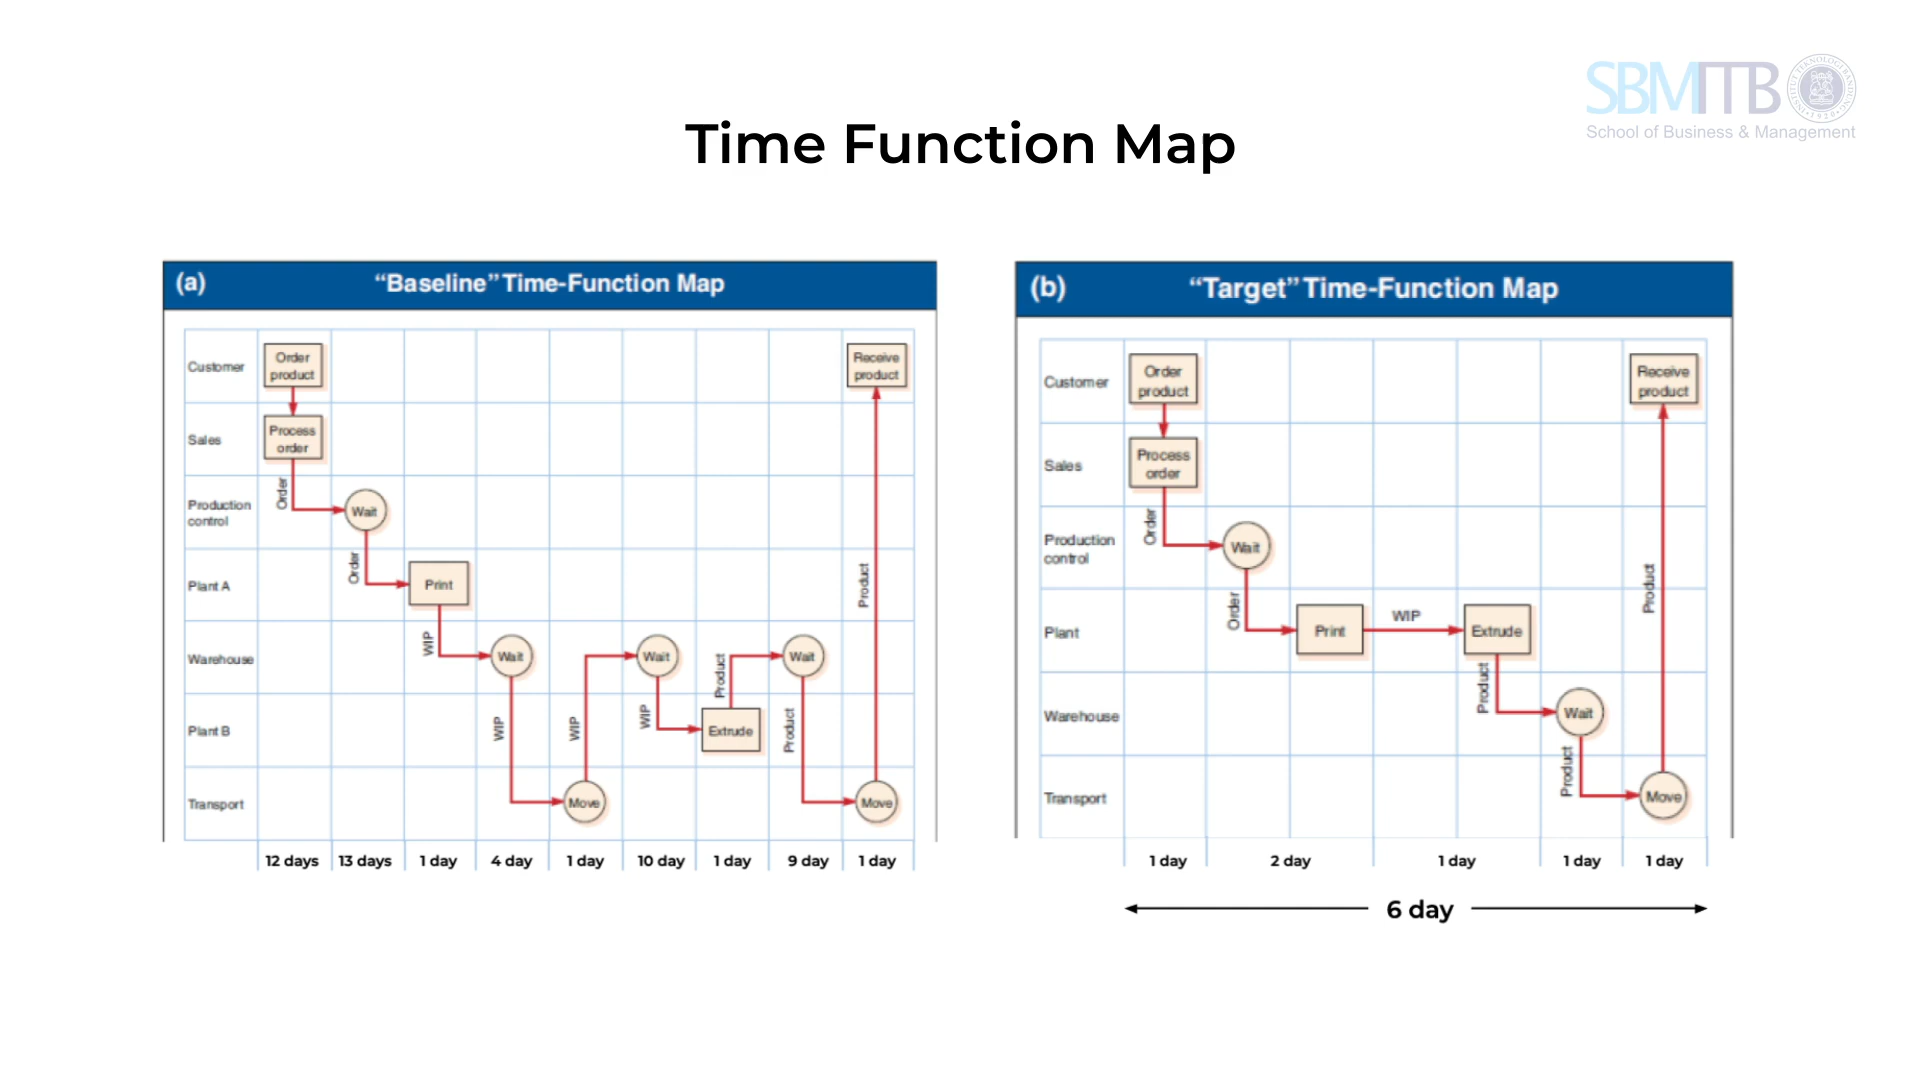 SBMITB
School of Business & Management
INSTITUT TEKNOLOGI BANDUNG
1920
Time Function Map
(a) “Baseline” Time-Function Map
Customer
Order
product
Receive
product
Sales
Process
order
Order
Production
control
Wait
Order
Plant A
Print
Product
WIP
Warehouse
Wait
Wait
Wait
WIP
WIP
WIP
Product
Product
Plant B
Extrude
Transport
Move
Move
12 days
13 days
1 day
4 day
1 day
10 day
1 day
9 day
1 day
(b) “Target” Time-Function Map
Customer
Order
product
Receive
product
Sales
Process
order
Order
Production
control
Wait
Order
Product
Plant
Print
WIP
Extrude
Product
Warehouse
Wait
Product
Transport
Move
1 day
2 day
1 day
1 day
1 day
6 day